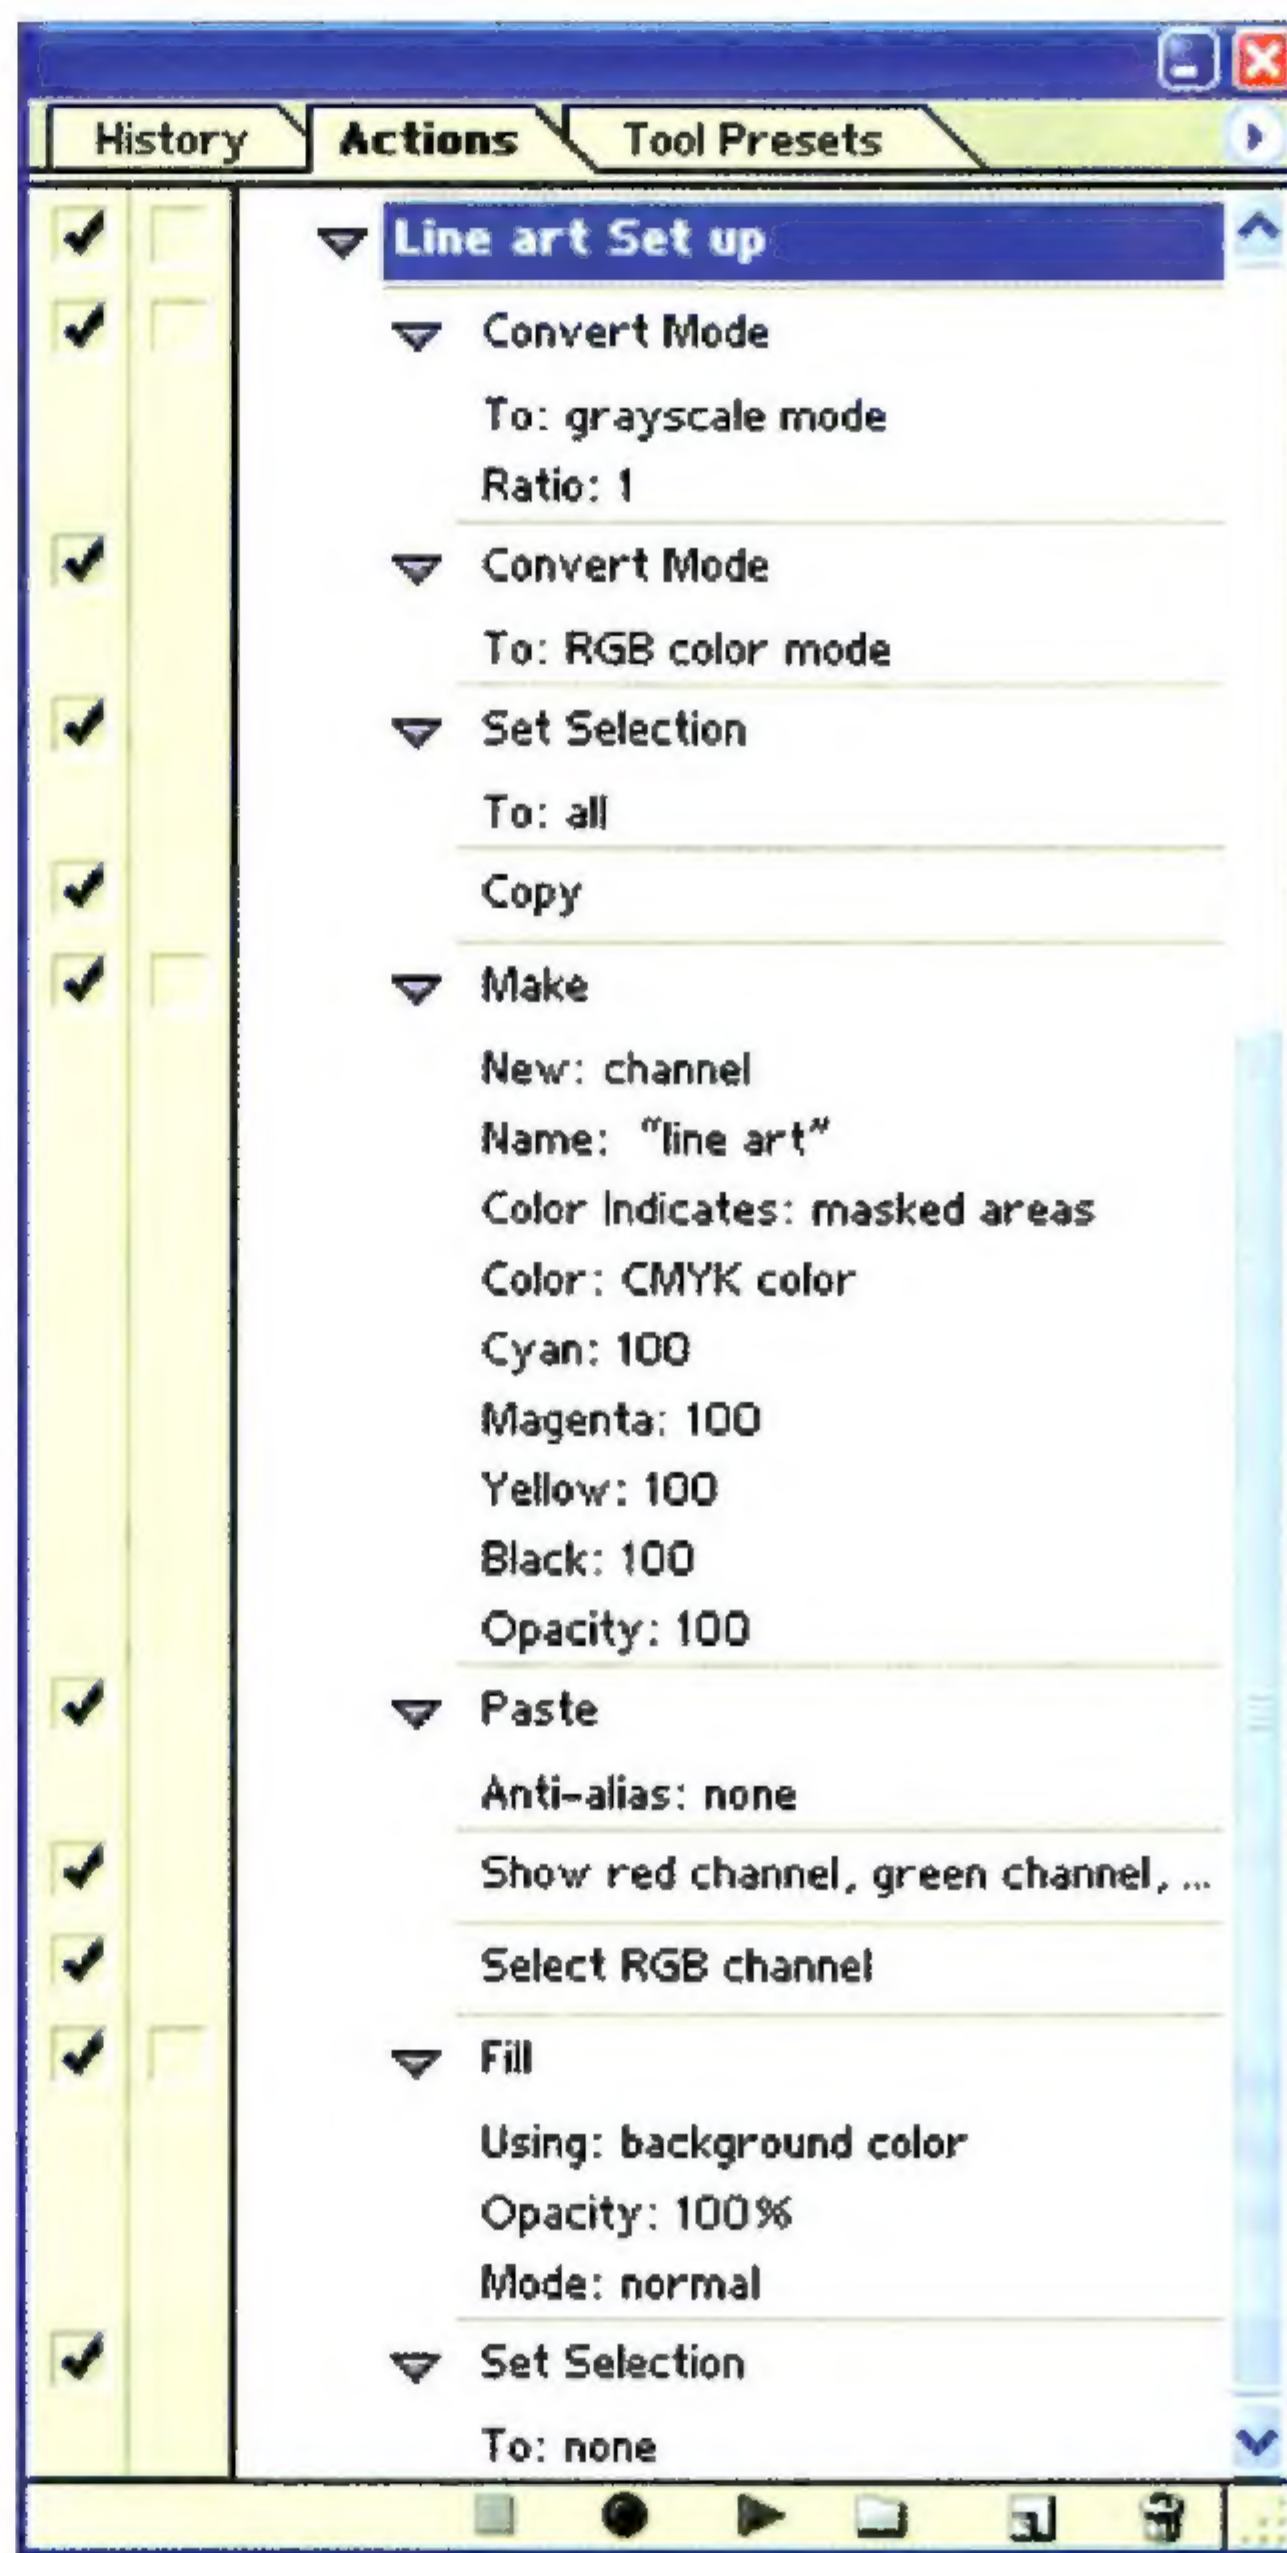 History Actions Tool Presets
Line art Set up
Convert Mode
To: grayscale mode
Ratio: 1
Convert Mode
To: RGB color mode
Set Selection
To: all
Copy
Make
New: channel
Name: "line art"
Color Indicates: masked areas
Color: CMYK color
Cyan: 100
Magenta: 100
Yellow: 100
Black: 100
Opacity: 100
Paste
Anti-alias: none
Show red channel, green channel, ...
Select RGB channel
Fill
Using: background color
Opacity: 100%
Mode: normal
Set Selection
To: none